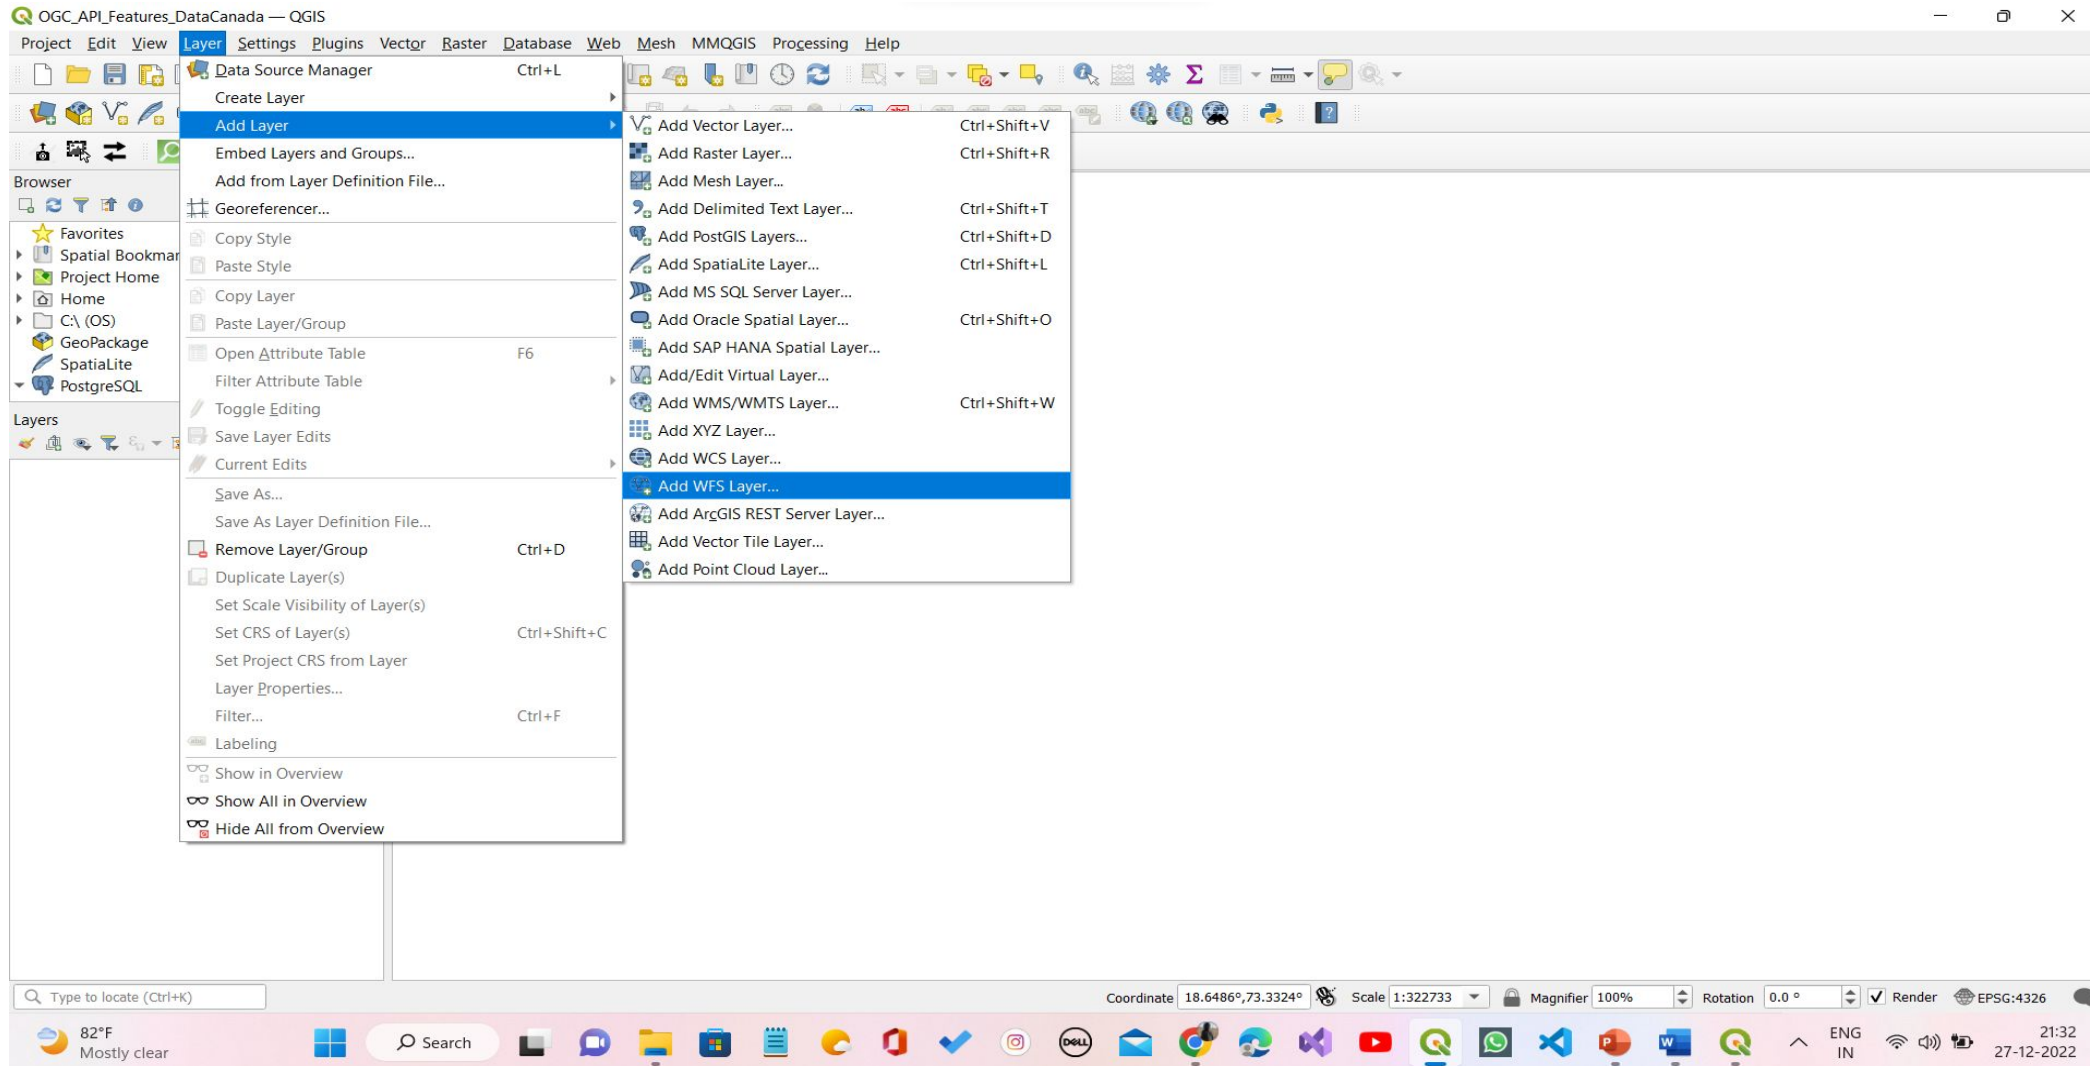 OGC_API_Features_DataCanada — QGIS
Project Edit View Layer Settings Plugins Vector Raster Database Web Mesh MMQGIS Processing Help
Data Source Manager Ctrl+L
Create Layer
Add Layer
Embed Layers and Groups...
Add from Layer Definition File...
Georeferencer...
Copy Style
Paste Style
Copy Layer
Paste Layer/Group
Open Attribute Table F6
Filter Attribute Table
Toggle Editing
Save Layer Edits
Current Edits
Save As...
Save As Layer Definition File...
Remove Layer/Group Ctrl+D
Duplicate Layer(s)
Set Scale Visibility of Layer(s)
Set CRS of Layer(s) Ctrl+Shift+C
Set Project CRS from Layer
Layer Properties...
Filter... Ctrl+F
Labeling
Show in Overview
Show All in Overview
Hide All from Overview
Add Vector Layer... Ctrl+Shift+V
Add Raster Layer... Ctrl+Shift+R
Add Mesh Layer...
Add Delimited Text Layer... Ctrl+Shift+T
Add PostGIS Layers... Ctrl+Shift+D
Add SpatiaLite Layer... Ctrl+Shift+L
Add MS SQL Server Layer...
Add Oracle Spatial Layer... Ctrl+Shift+O
Add SAP HANA Spatial Layer...
Add/Edit Virtual Layer...
Add WMS/WMTS Layer... Ctrl+Shift+W
Add XYZ Layer...
Add WCS Layer...
Add WFS Layer...
Add ArcGIS REST Server Layer...
Add Vector Tile Layer...
Add Point Cloud Layer...
Browser
Favorites
Spatial Bookmar
Project Home
Home
C:\ (OS)
GeoPackage
SpatiaLite
PostgreSQL
Layers
Type to locate (Ctrl+K)
Coordinate 18.6486°,73.3324° Scale 1:322733 Magnifier 100% Rotation 0.0 ° Render EPSG:4326
82°F
Mostly clear
Search
DELL
ENG
IN
21:32
27-12-2022